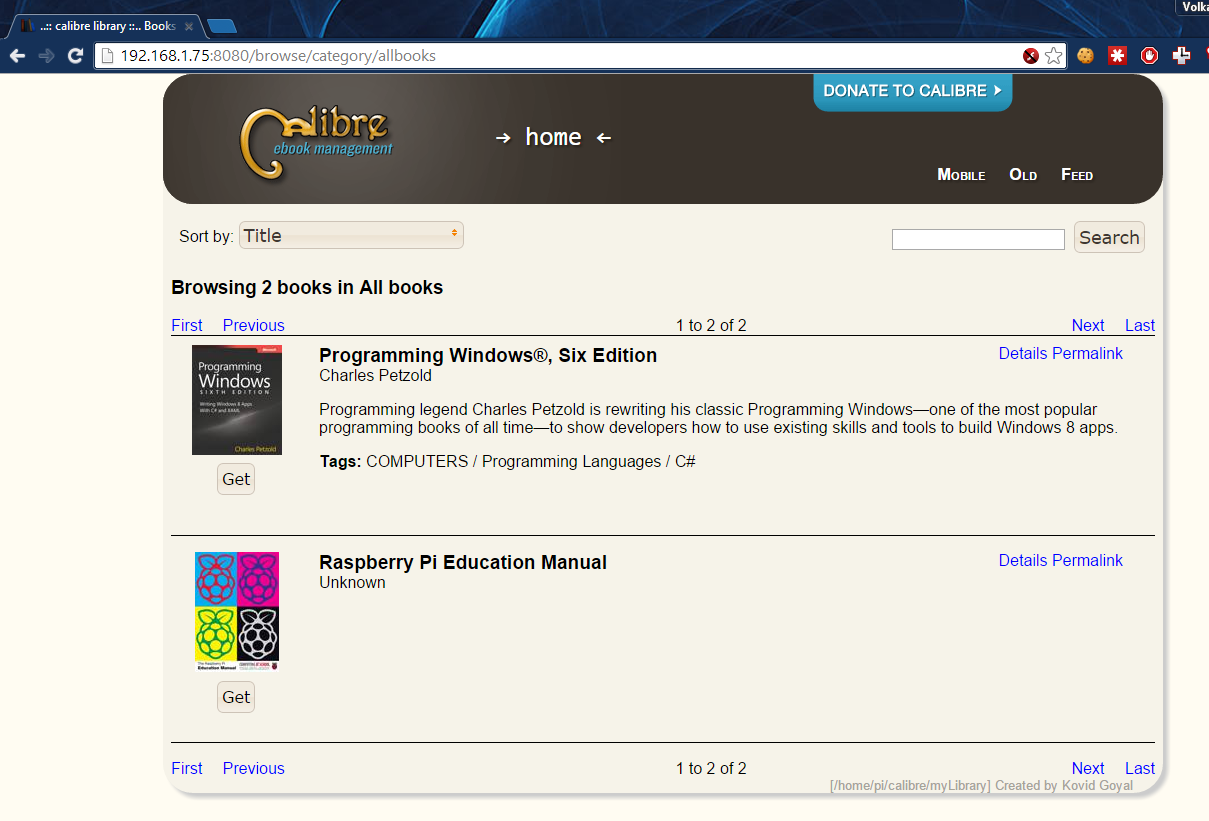 Volka
..:: calibre library ::.. Books
192.168.1.75:8080/browse/category/allbooks
DONATE TO CALIBRE
Calibre
ebook management
→ home ←
Mobile Old Feed
Sort by: Title
Search
Browsing 2 books in All books
First Previous 1 to 2 of 2 Next Last
Microsoft
Programming
Windows
SIXTH EDITION
Writing Windows 8 Apps
With C# and XAML
Charles Petzold
Get
Programming Windows®, Six Edition
Details Permalink
Charles Petzold
Programming legend Charles Petzold is rewriting his classic Programming Windows—one of the most popular
programming books of all time—to show developers how to use existing skills and tools to build Windows 8 apps.
Tags: COMPUTERS / Programming Languages / C#
The Raspberry Pi
Education Manual
COMPUTING AT SCHOOL
Get
Raspberry Pi Education Manual
Details Permalink
Unknown
First Previous 1 to 2 of 2 Next Last
[/home/pi/calibre/myLibrary] Created by Kovid Goyal